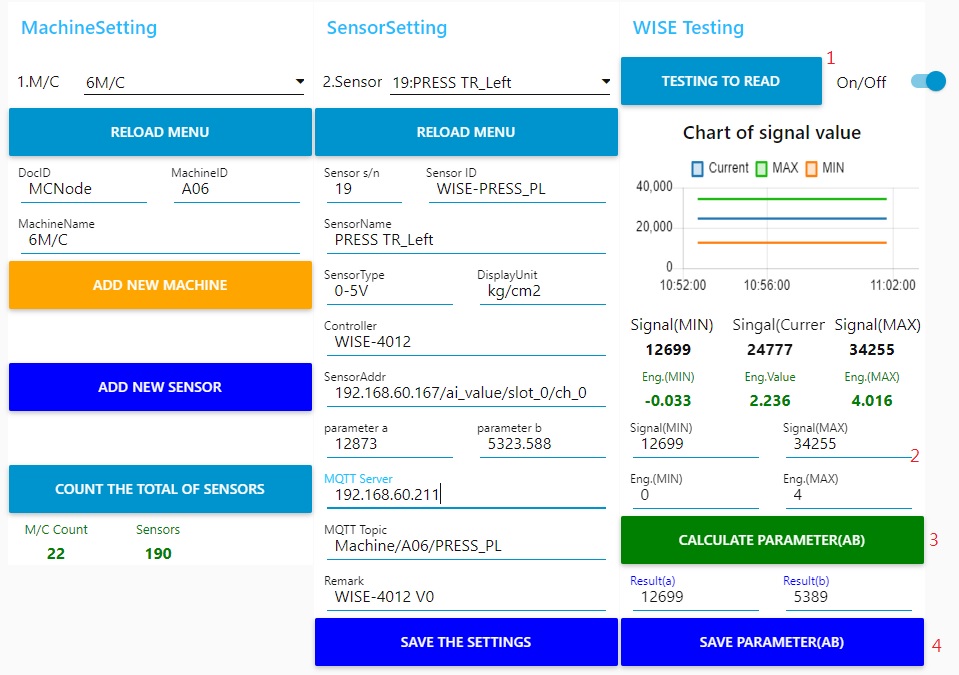 MachineSetting
1.M/C 6M/C
RELOAD MENU
DocID MachineID
MCNode A06
MachineName
6M/C
ADD NEW MACHINE
ADD NEW SENSOR
COUNT THE TOTAL OF SENSORS
M/C Count Sensors
22 190
SensorSetting
2.Sensor 19:PRESS TR_Left
RELOAD MENU
Sensor s/n Sensor ID
19 WISE-PRESS_PL
SensorName
PRESS TR_Left
SensorType DisplayUnit
0-5V kg/cm2
Controller
WISE-4012
SensorAddr
192.168.60.167/ai_value/slot_0/ch_0
parameter a parameter b
12873 5323.588
MQTT Server
192.168.60.211
MQTT Topic
Machine/A06/PRESS_PL
Remark
WISE-4012 V0
SAVE THE SETTINGS
WISE Testing
1
TESTING TO READ On/Off
Chart of signal value
Current MAX MIN
40,000
20,000
0
10:52:00 10:56:00 11:02:00
Signal(MIN) Singal(Currer Signal(MAX)
12699 24777 34255
Eng.(MIN) Eng.Value Eng.(MAX)
-0.033 2.236 4.016
Signal(MIN) Signal(MAX)
12699 34255
2
Eng.(MIN) Eng.(MAX)
0 4
CALCULATE PARAMETER(AB) 3
Result(a) Result(b)
12699 5389
SAVE PARAMETER(AB) 4